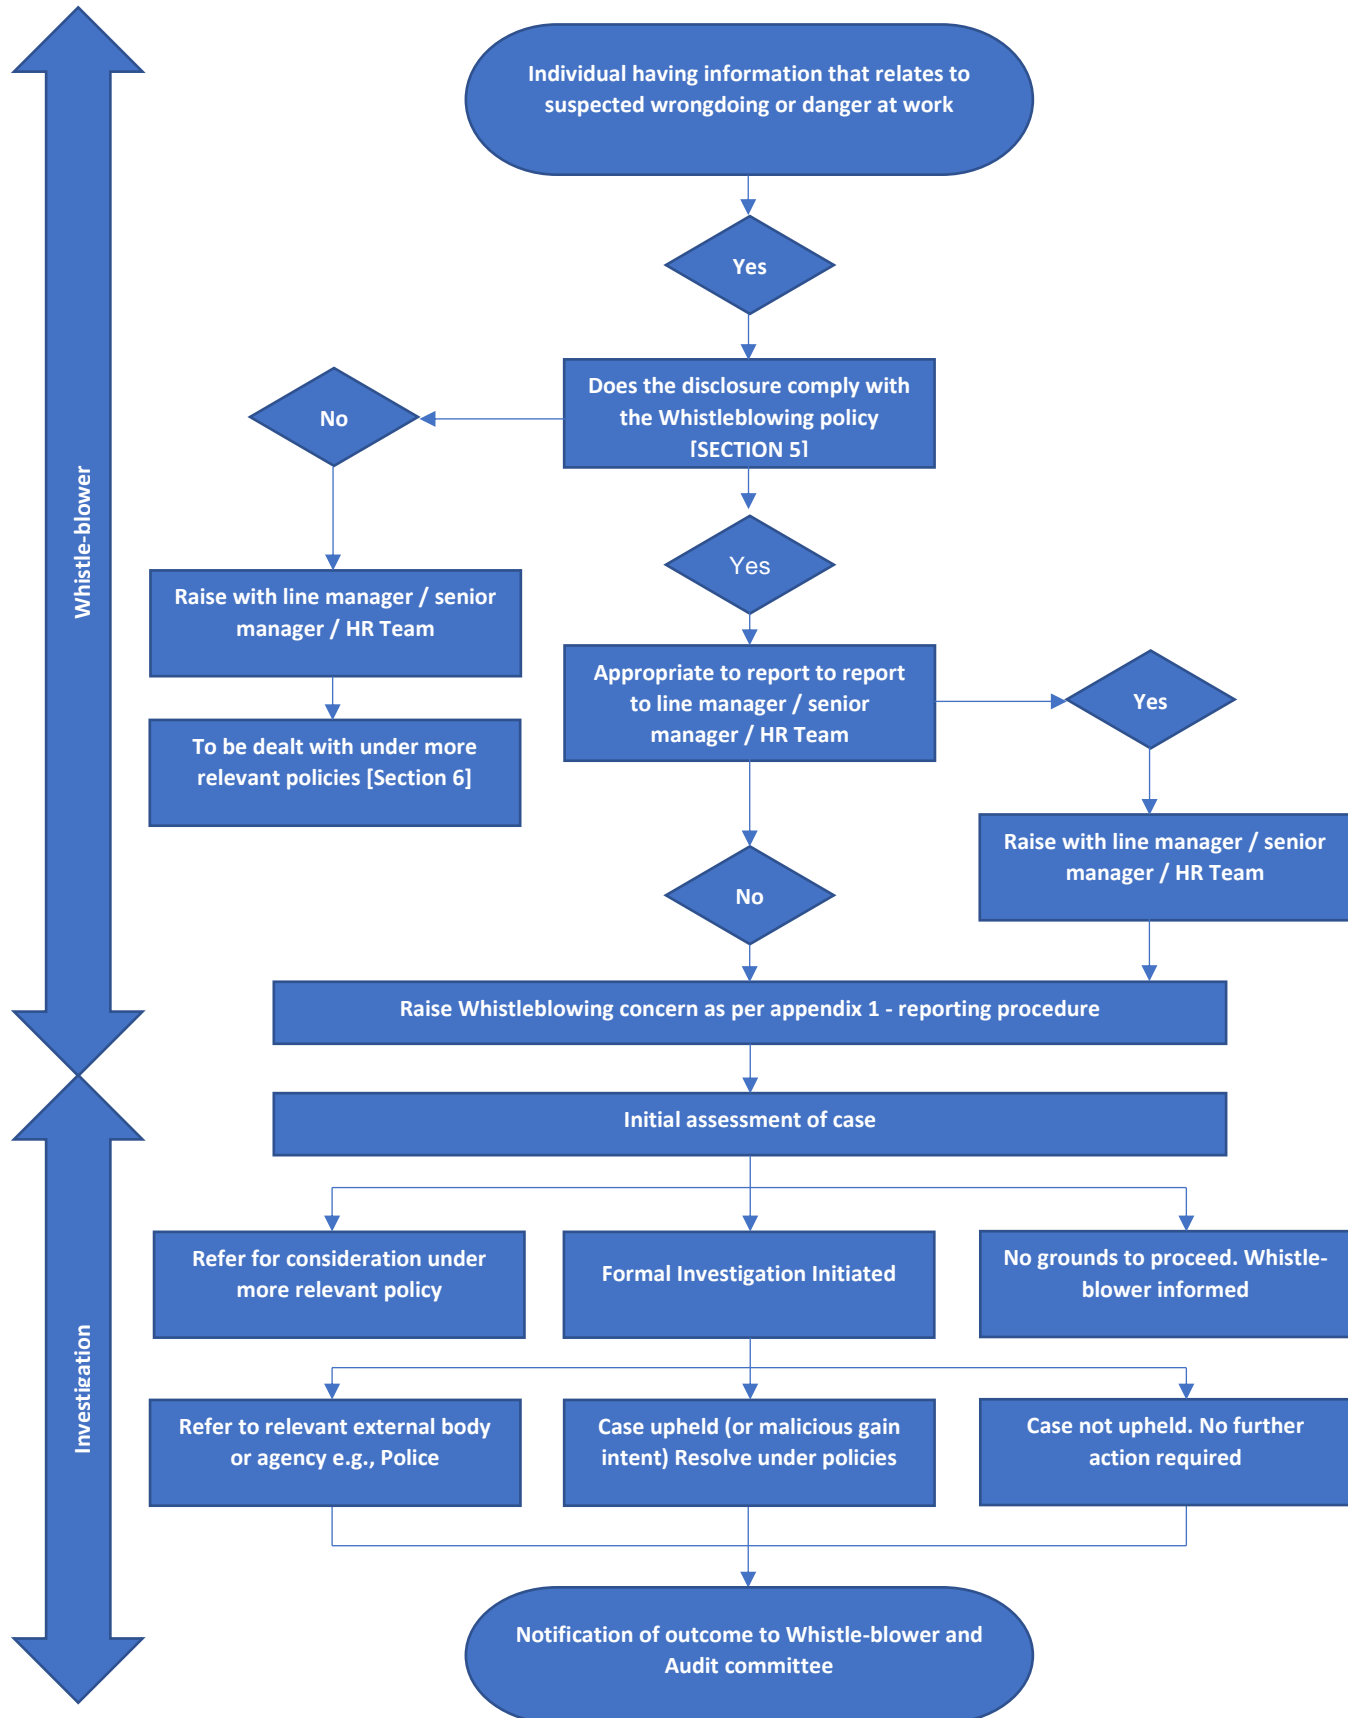 Individual having information that relates to
suspected wrongdoing or danger at work
Yes
Does the disclosure comply with
the Whistleblowing policy
[SECTION 5]
No
Whistle-blower
Yes
Raise with line manager / senior
manager / HR Team
Appropriate to report to report
to line manager / senior
manager / HR Team
Yes
To be dealt with under more
relevant policies [Section 6]
Raise with line manager / senior
manager / HR Team
No
Raise Whistleblowing concern as per appendix 1 - reporting procedure
Initial assessment of case
Refer for consideration under
more relevant policy
Formal Investigation Initiated
No grounds to proceed. Whistle-
blower informed
Investigation
Refer to relevant external body
or agency e.g., Police
Case upheld (or malicious gain
intent) Resolve under policies
Case not upheld. No further
action required
Notification of outcome to Whistle-blower and
Audit committee